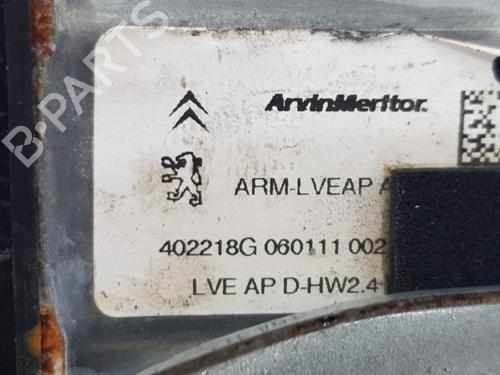 ArvinMeritor.
ARM-LVEAP A
402218G 060111 002
LVE AP D-HW2.4
B-PARTS